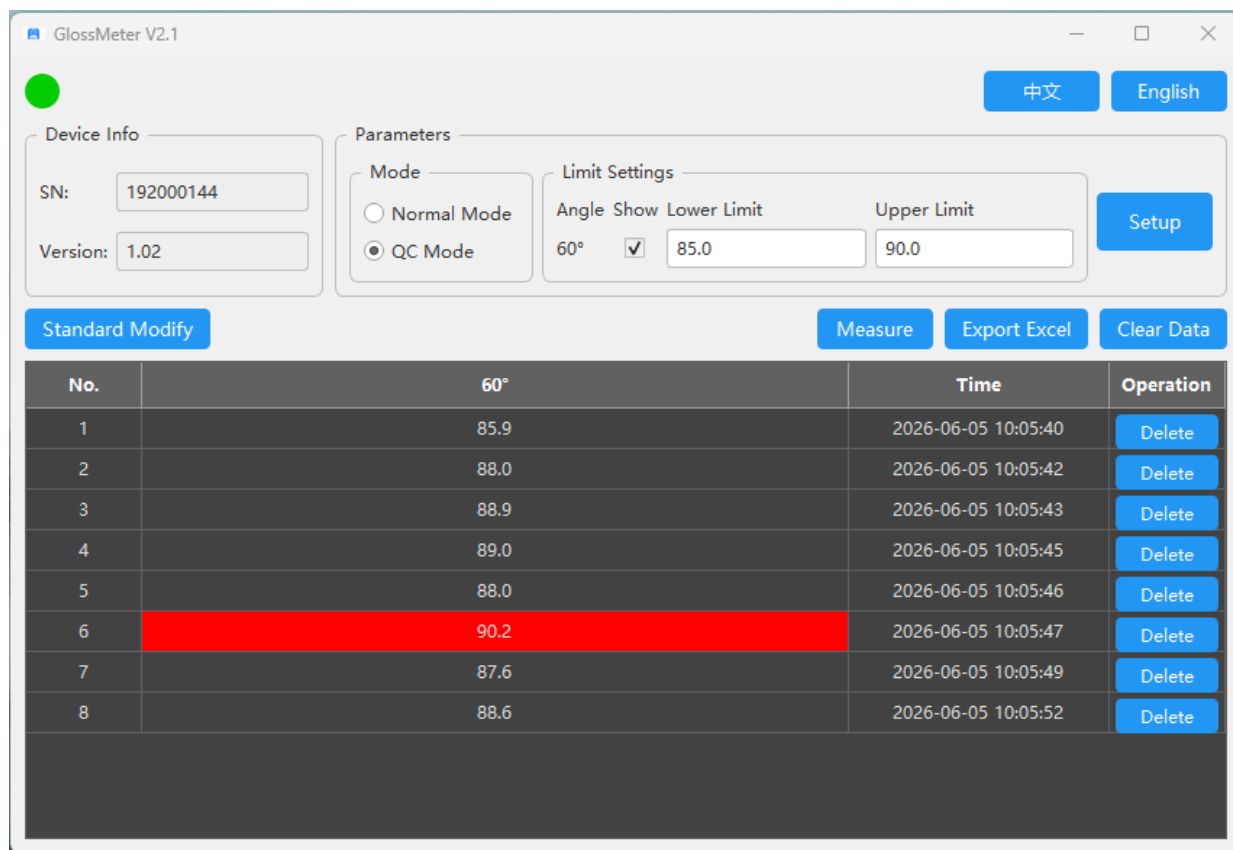 GlossMeter V2.1
中文 English
Device Info
SN: 192000144
Version: 1.02
Parameters
Mode
Normal Mode
QC Mode
Limit Settings
Angle Show Lower Limit Upper Limit
60° 85.0 90.0
Setup
Standard Modify Measure Export Excel Clear Data
No. 60° Time Operation
1 85.9 2026-06-05 10:05:40 Delete
2 88.0 2026-06-05 10:05:42 Delete
3 88.9 2026-06-05 10:05:43 Delete
4 89.0 2026-06-05 10:05:45 Delete
5 88.0 2026-06-05 10:05:46 Delete
6 90.2 2026-06-05 10:05:47 Delete
7 87.6 2026-06-05 10:05:49 Delete
8 88.6 2026-06-05 10:05:52 Delete